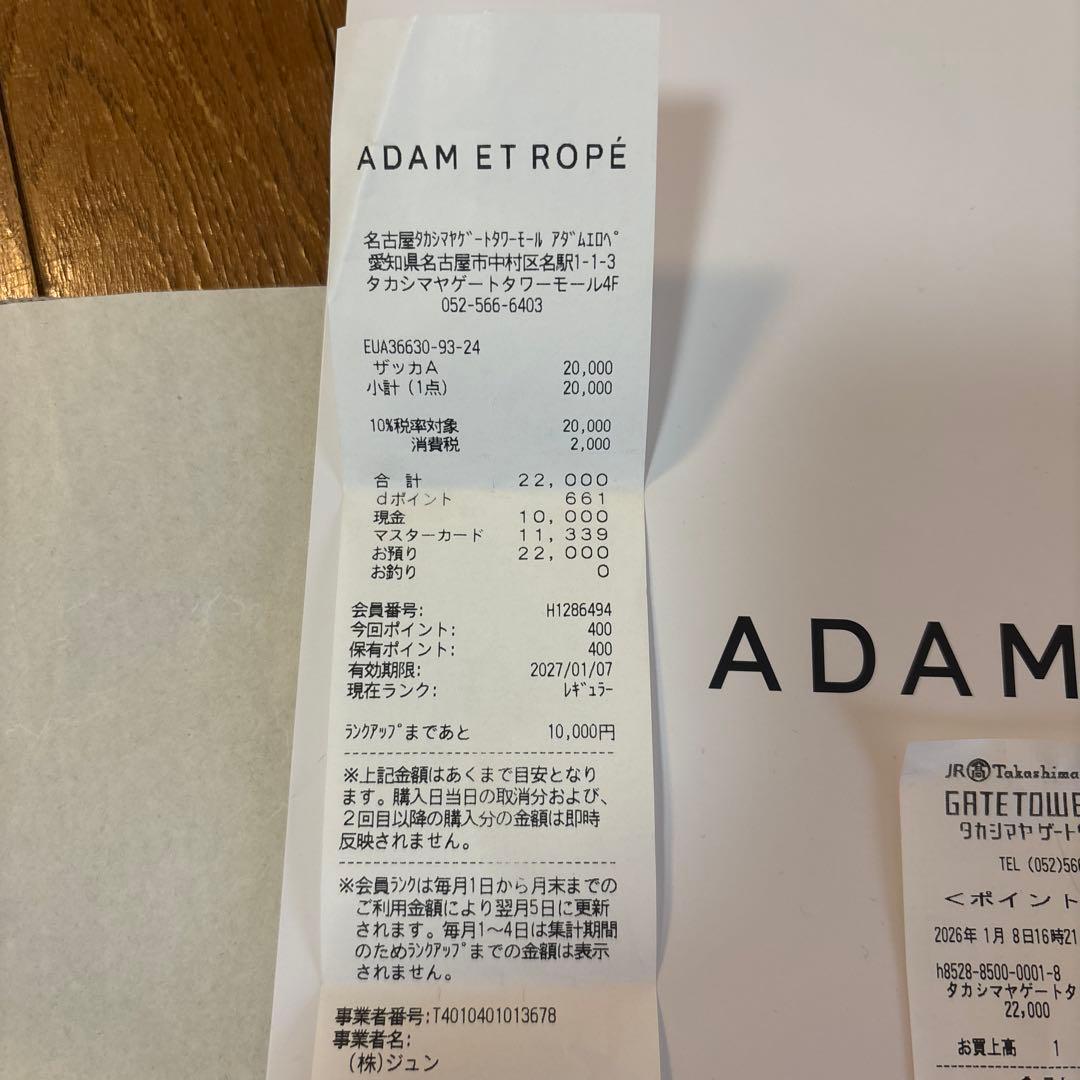 ADAM ET ROPÉ
名古屋ﾀｶｼﾏﾔｹﾞｰﾄﾀﾜｰﾓｰﾙ ｱﾀﾞﾑｴﾛﾍﾟ
愛知県名古屋市中村区名駅1-1-3
タカシマヤゲートタワーモール4F
052-566-6403
EUA36630-93-24
ザッカA 20,000
小計(1点) 20,000
10%税率対象 20,000
消費税 2,000
合 計 22,000
dポイント 661
現金 10,000
マスターカード 11,339
お預り 22,000
お釣り 0
会員番号: H1286494
今回ポイント: 400
保有ポイント: 400
有効期限: 2027/01/07
現在ランク: ﾚｷﾞｭﾗｰ
ﾗﾝｸｱｯﾌﾟまであと 10,000円
※上記金額はあくまで目安となり
ます。購入日当日の取消分および、
2回目以降の購入分の金額は即時
反映されません。
※会員ﾗﾝｸは毎月1日から月末までの
ご利用金額により翌月5日に更新
されます。毎月1〜4日は集計期間
のためﾗﾝｸｱｯﾌﾟまでの金額は表示
されません。
事業者番号:T4010401013678
事業者名:
(株)ジュン
ADAM
JR 髙 Takashima
GATETOWE
タカシマヤ ゲート
TEL (052)56
<ポイント
2026年 1月 8日16時21
h8528-8500-0001-8
タカシマヤゲートタ
22,000
お買上高 1